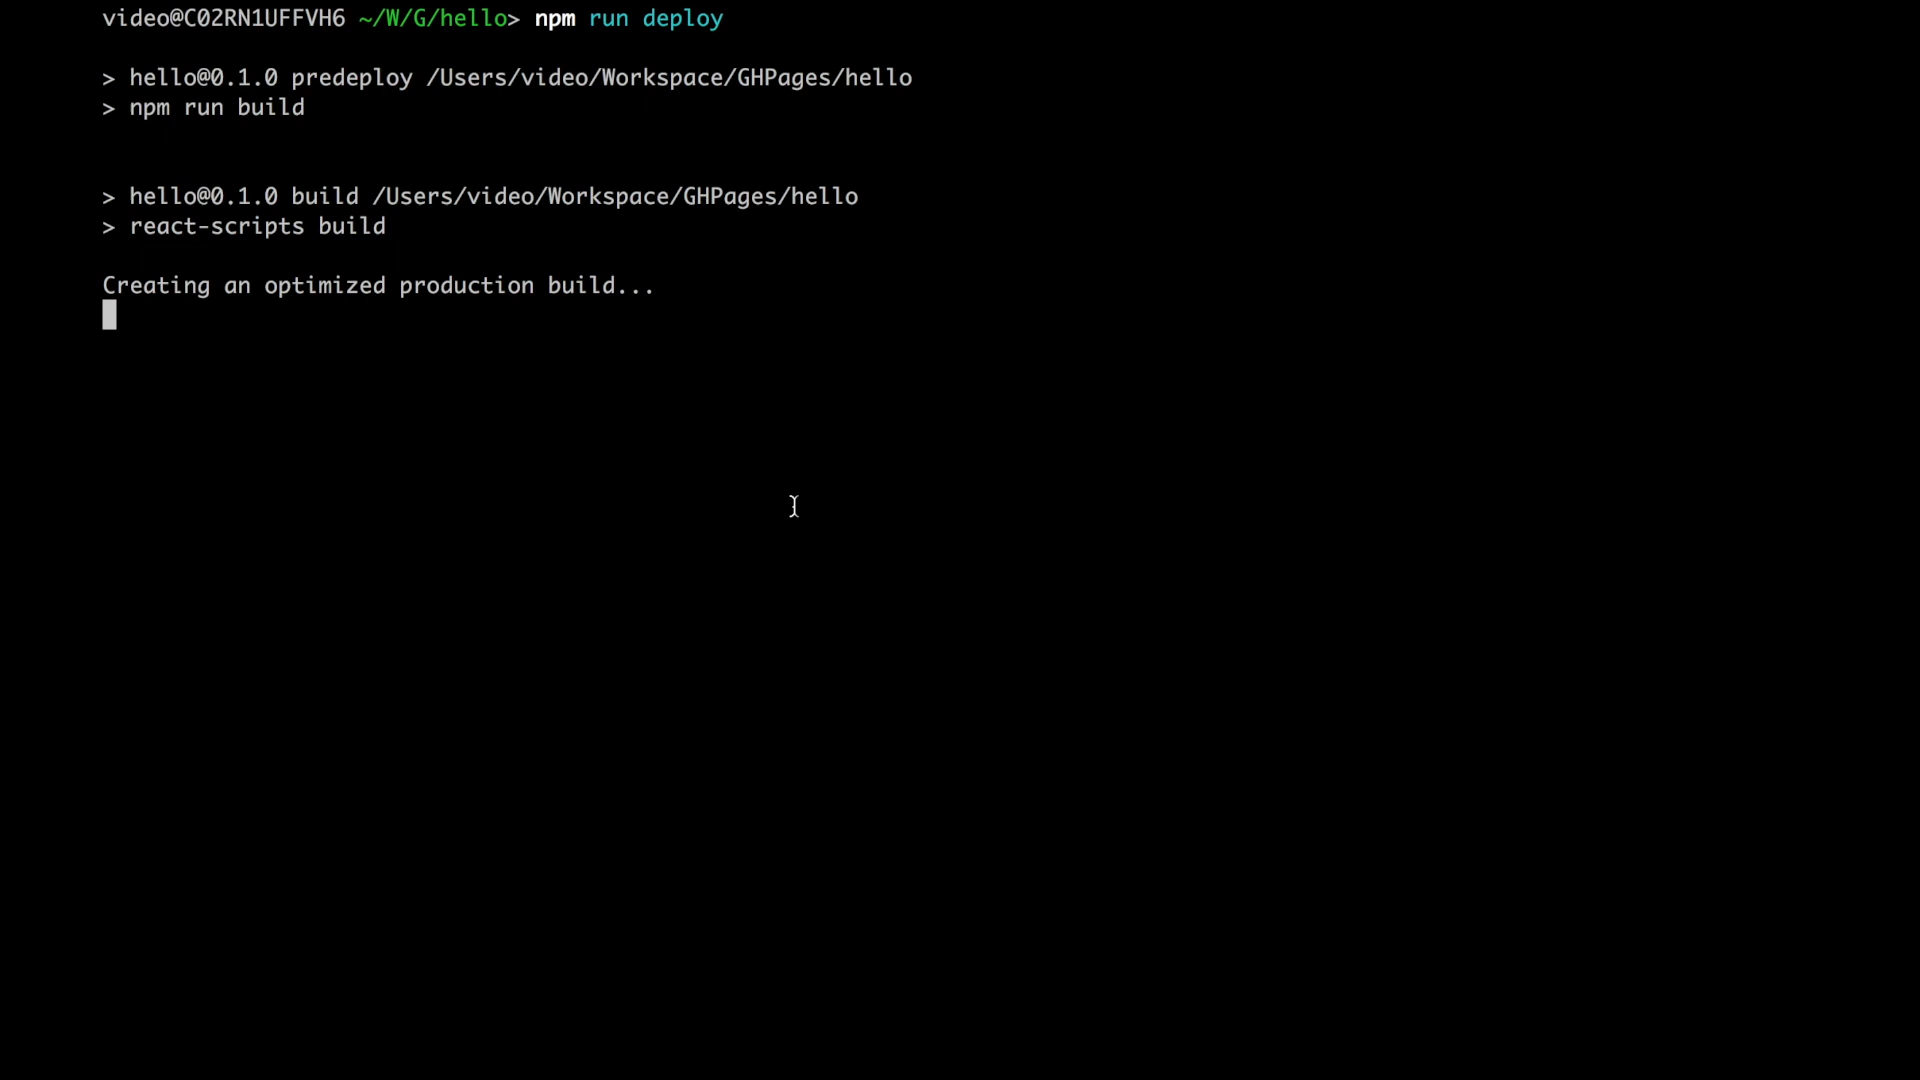 video@C02RN1UFFVH6 ~/W/G/hello> npm run deploy
> hello@0.1.0 predeploy /Users/video/Workspace/GHPages/hello
> npm run build
> hello@0.1.0 build /Users/video/Workspace/GHPages/hello
> react-scripts build
Creating an optimized production build...